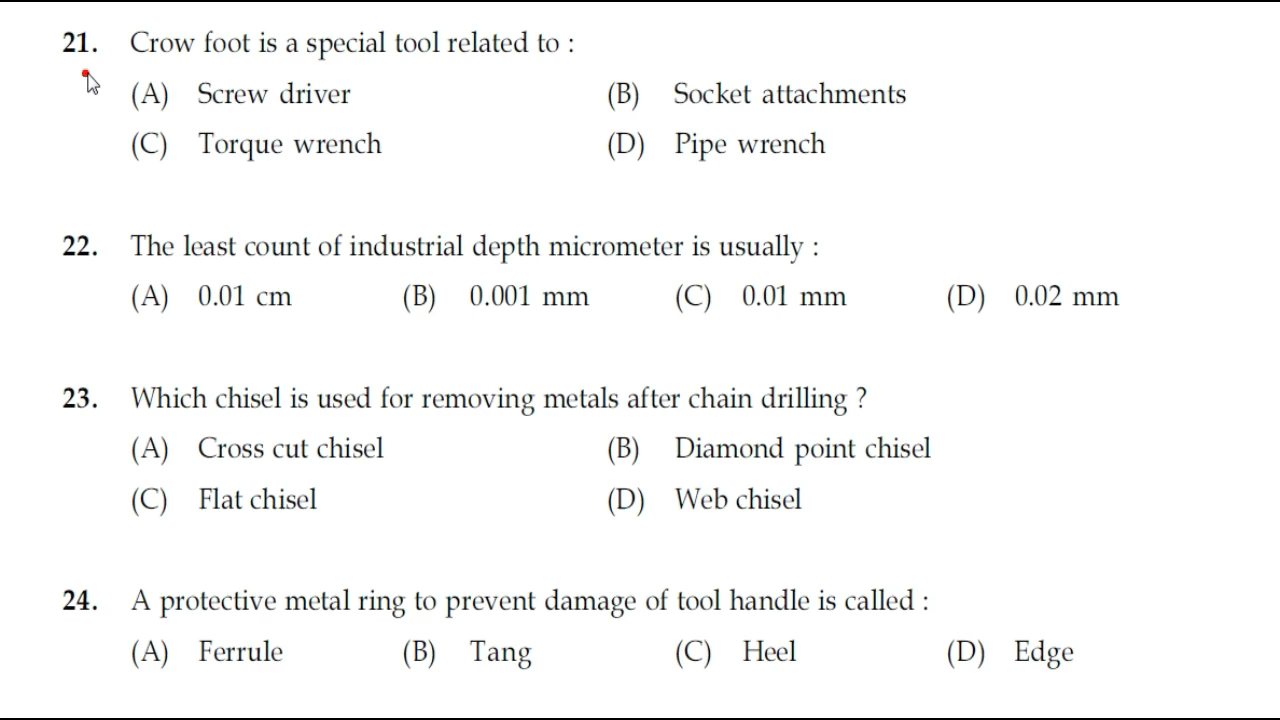 21. Crow foot is a special tool related to :
(A) Screw driver (B) Socket attachments
(C) Torque wrench (D) Pipe wrench
22. The least count of industrial depth micrometer is usually :
(A) 0.01 cm (B) 0.001 mm (C) 0.01 mm (D) 0.02 mm
23. Which chisel is used for removing metals after chain drilling ?
(A) Cross cut chisel (B) Diamond point chisel
(C) Flat chisel (D) Web chisel
24. A protective metal ring to prevent damage of tool handle is called :
(A) Ferrule (B) Tang (C) Heel (D) Edge